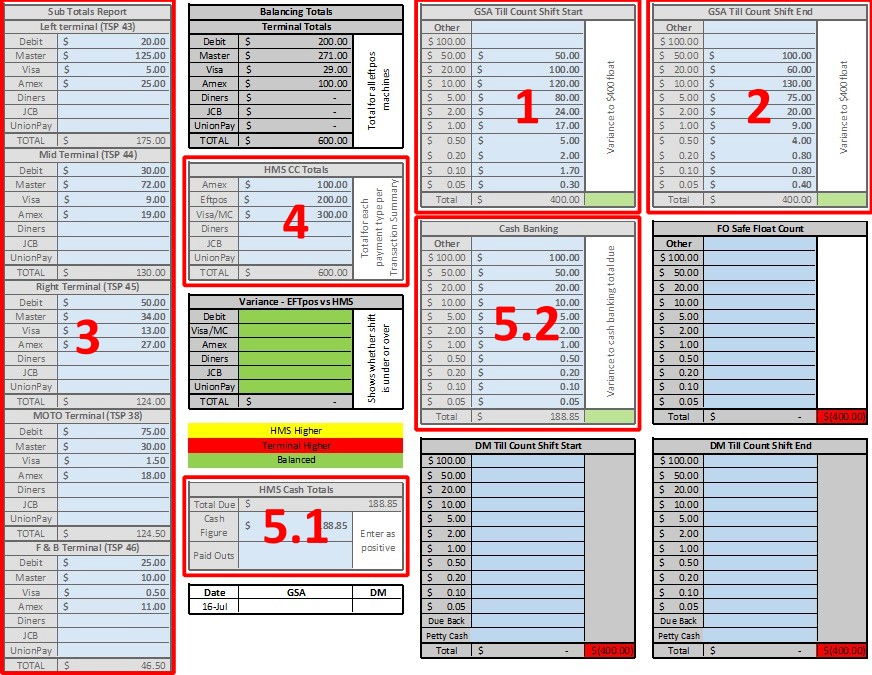 Sub Totals Report
Left terminal (TSP 43)
Debit $ 20.00
Master $ 125.00
Visa $ 5.00
Amex $ 25.00
Diners
JCB
UnionPay
TOTAL $ 175.00
Mid Terminal (TSP 44)
Debit $ 30.00
Master $ 72.00
Visa $ 9.00
Amex $ 19.00
Diners
JCB
UnionPay
TOTAL $ 130.00
Right Terminal (TSP 45)
Debit $ 50.00
Master $ 34.00
Visa $ 13.00
Amex $ 27.00
Diners
JCB
UnionPay
TOTAL $ 124.00
3
MOTO Terminal (TSP 38)
Debit $ 75.00
Master $ 30.00
Visa $ 1.50
Amex $ 18.00
Diners
JCB
UnionPay
TOTAL $ 124.50
F & B Terminal (TSP 46)
Debit $ 25.00
Master $ 10.00
Visa $ 0.50
Amex $ 11.00
Diners
JCB
UnionPay
TOTAL $ 46.50
Balancing Totals
Terminal Totals
Debit $ 200.00
Master $ 271.00
Visa $ 29.00
Amex $ 100.00
Diners $ -
JCB $ -
UnionPay $ -
TOTAL $ 600.00
Total for all eftpos
machines
HMS CC Totals
Amex $ 100.00
Eftpos $ 200.00
Visa/MC $ 300.00
Diners
JCB
UnionPay
TOTAL $ 600.00
Total for each
payment type per
Transaction Summary
4
Variance - EFTpos vs HMS
Debit
Visa/MC
Amex
Diners
JCB
UnionPay
TOTAL $ -
Shows whether shift
is under or over
HMS Higher
Terminal Higher
Balanced
HMS Cash Totals
Total Due $ 188.85
Cash
Figure $ 88.85
Paid Outs
Enter as
positive
5.1
Date GSA DM
16-Jul
GSA Till Count Shift Start
Other
$ 100.00
$ 50.00 $ 50.00
$ 20.00 $ 100.00
$ 10.00 $ 120.00
$ 5.00 $ 80.00
$ 2.00 $ 24.00
$ 1.00 $ 17.00
$ 0.50 $ 5.00
$ 0.20 $ 2.00
$ 0.10 $ 1.70
$ 0.05 $ 0.30
Total $ 400.00
Variance to $400 float
1
GSA Till Count Shift End
Other
$ 100.00
$ 50.00 $ 100.00
$ 20.00 $ 60.00
$ 10.00 $ 130.00
$ 5.00 $ 75.00
$ 2.00 $ 20.00
$ 1.00 $ 9.00
$ 0.50 $ 4.00
$ 0.20 $ 0.80
$ 0.10 $ 0.80
$ 0.05 $ 0.40
Total $ 400.00
Variance to $400 float
2
Cash Banking
Other
$ 100.00 $ 100.00
$ 50.00 $ 50.00
$ 20.00 $ 20.00
$ 10.00 $ 10.00
$ 5.00 $ 5.00
$ 2.00 $ 2.00
$ 1.00 $ 1.00
$ 0.50 $ 0.50
$ 0.20 $ 0.20
$ 0.10 $ 0.10
$ 0.05 $ 0.05
Total $ 188.85
Variance to cash banking total due
5.2
FO Safe Float Count
Other
$ 100.00
$ 50.00
$ 20.00
$ 10.00
$ 5.00
$ 2.00
$ 1.00
$ 0.50
$ 0.20
$ 0.10
$ 0.05
Total $ - $(400.00)
DM Till Count Shift Start
$ 100.00
$ 50.00
$ 20.00
$ 10.00
$ 5.00
$ 2.00
$ 1.00
$ 0.50
$ 0.20
$ 0.10
$ 0.05
Due Back
Petty Cash
Total $ - $(400.00)
DM Till Count Shift End
$ 100.00
$ 50.00
$ 20.00
$ 10.00
$ 5.00
$ 2.00
$ 1.00
$ 0.50
$ 0.20
$ 0.10
$ 0.05
Due Back
Petty Cash
Total $ - $(400.00)